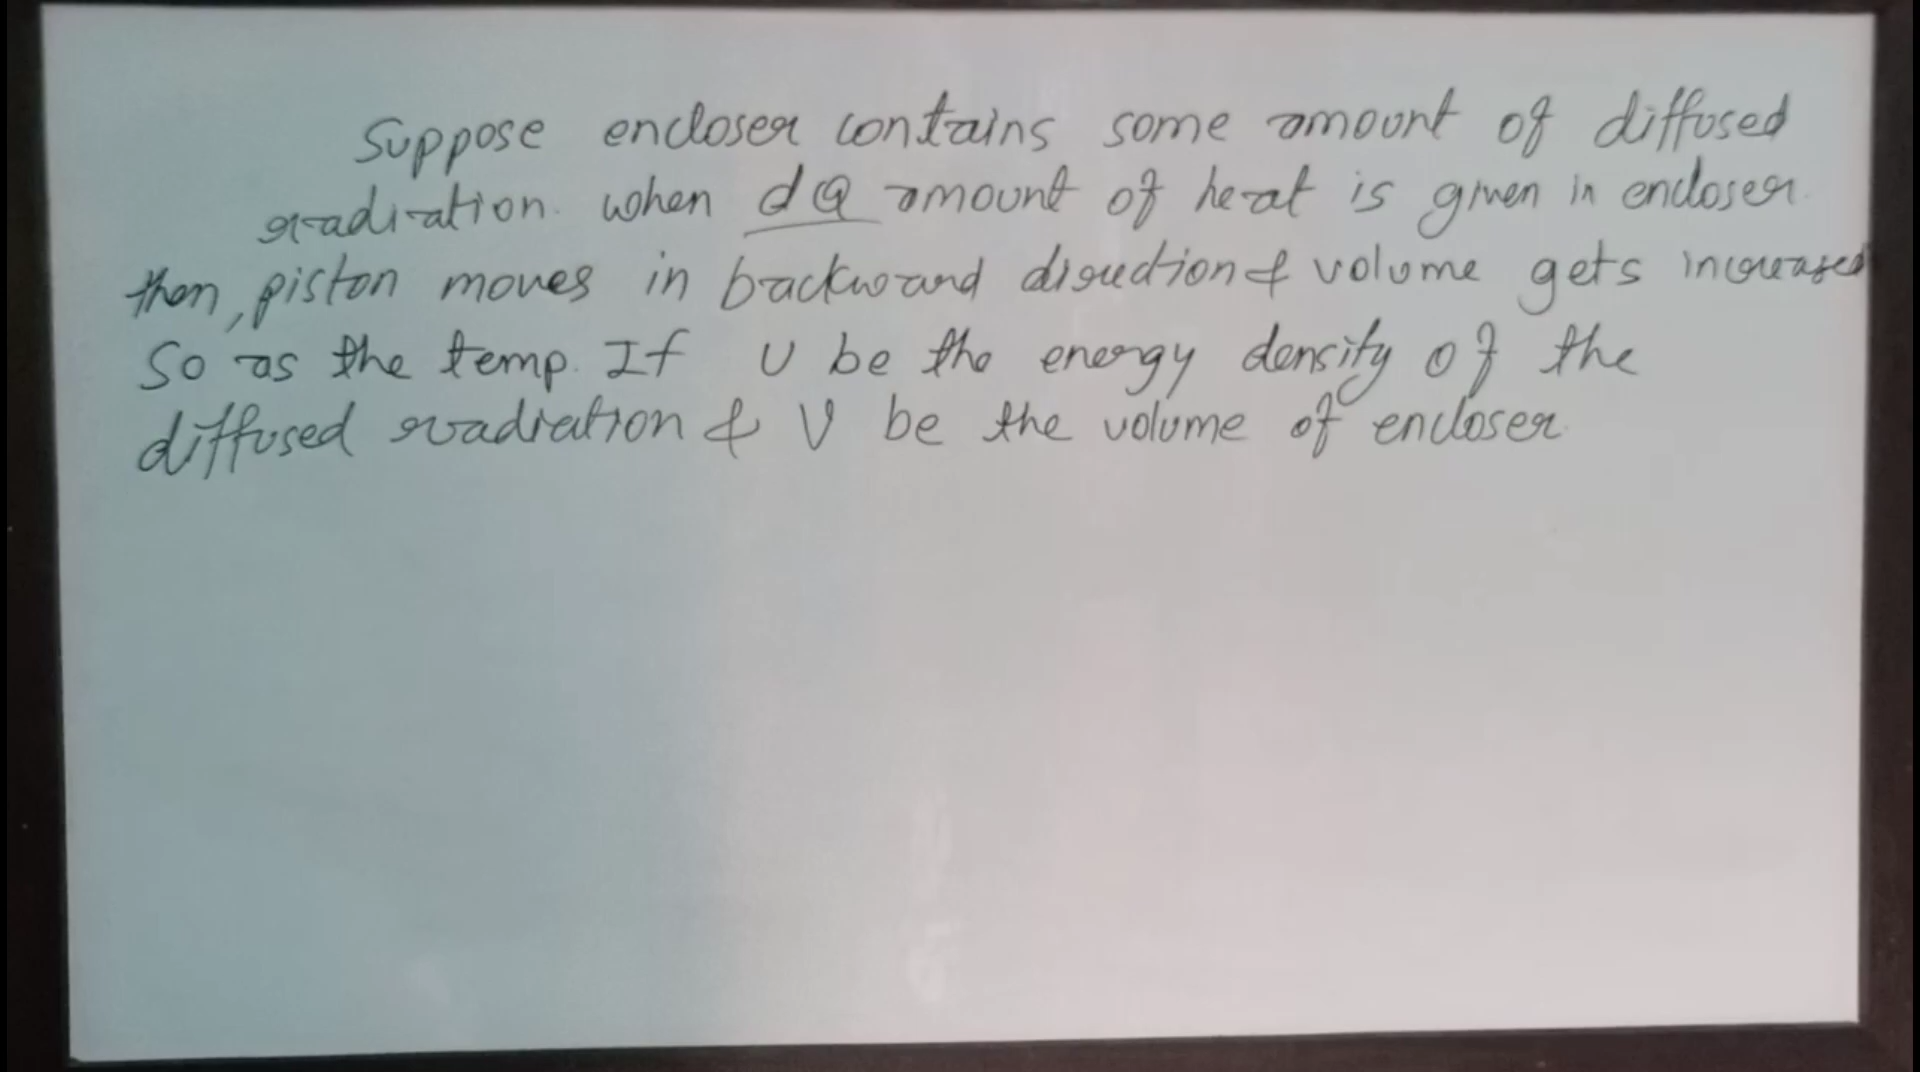 Suppose encloser contains some amount of diffused
radiation. when dQ amount of heat is given in encloser.
then, piston moves in backward direction & volume gets increased
So as the temp. If U be the energy density of the
diffused radiation & V be the volume of encloser.